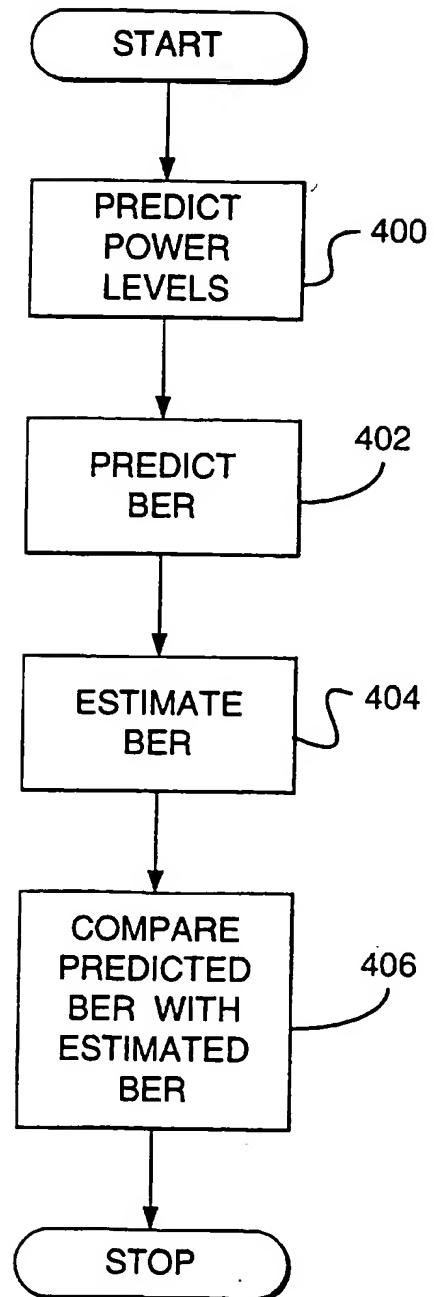 START
PREDICT
POWER
LEVELS
400
PREDICT
BER
402
ESTIMATE
BER
404
COMPARE
PREDICTED
BER WITH
ESTIMATED
BER
406
STOP